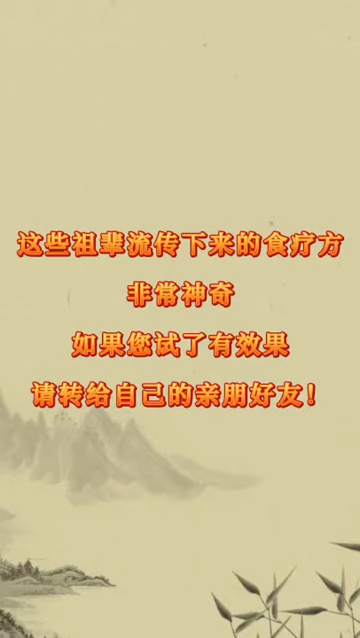 这些祖辈流传下来的食疗方
非常神奇
如果您试了有效果
请转给自己的亲朋好友！